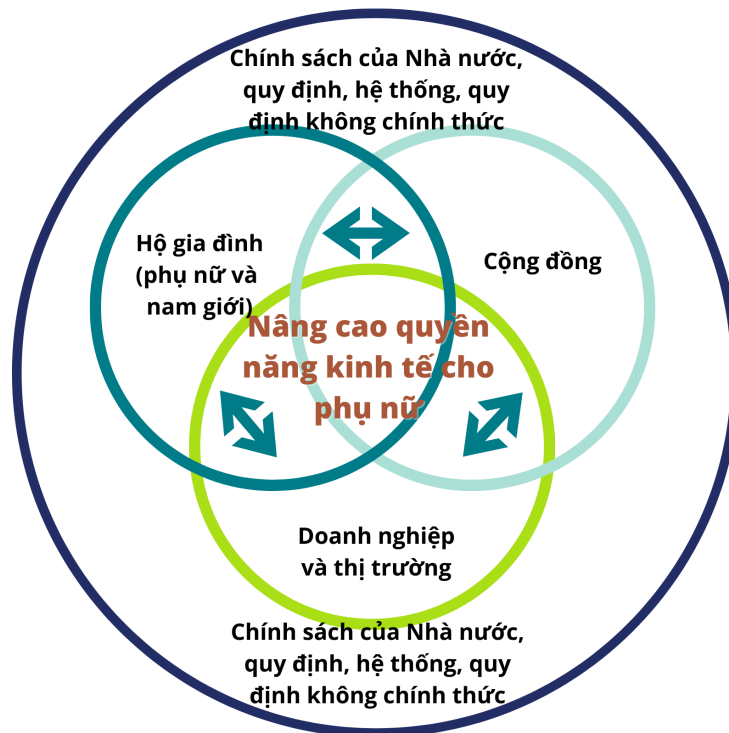 Chính sách của Nhà nước,
quy định, hệ thống, quy
định không chính thức
Hộ gia đình
(phụ nữ và
nam giới)
Cộng đồng
Nâng cao quyền
năng kinh tế cho
phụ nữ
Doanh nghiệp
và thị trường
Chính sách của Nhà nước,
quy định, hệ thống, quy
định không chính thức